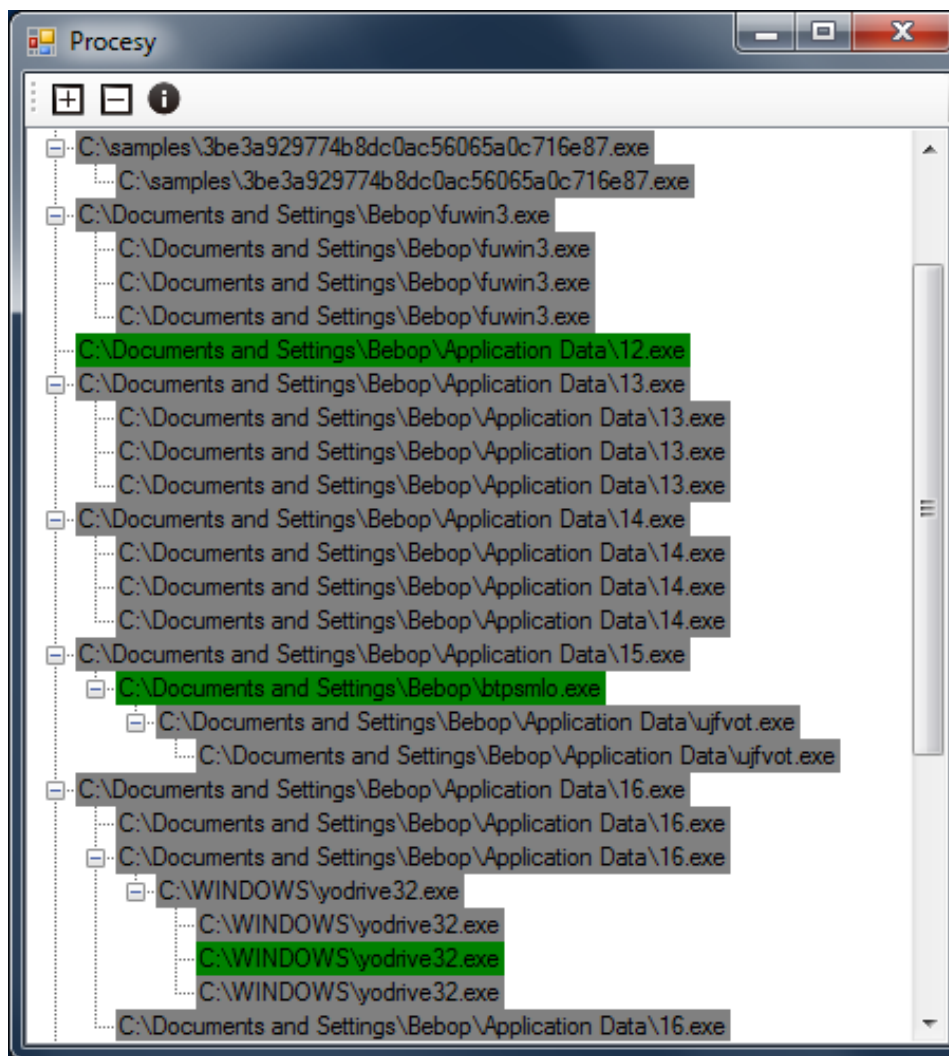 Procesy
C:\samples\3be3a929774b8dc0ac56065a0c716e87.exe
C:\samples\3be3a929774b8dc0ac56065a0c716e87.exe
C:\Documents and Settings\Bebop\fuwin3.exe
C:\Documents and Settings\Bebop\fuwin3.exe
C:\Documents and Settings\Bebop\fuwin3.exe
C:\Documents and Settings\Bebop\fuwin3.exe
C:\Documents and Settings\Bebop\Application Data\12.exe
C:\Documents and Settings\Bebop\Application Data\13.exe
C:\Documents and Settings\Bebop\Application Data\13.exe
C:\Documents and Settings\Bebop\Application Data\13.exe
C:\Documents and Settings\Bebop\Application Data\13.exe
C:\Documents and Settings\Bebop\Application Data\14.exe
C:\Documents and Settings\Bebop\Application Data\14.exe
C:\Documents and Settings\Bebop\Application Data\14.exe
C:\Documents and Settings\Bebop\Application Data\14.exe
C:\Documents and Settings\Bebop\Application Data\15.exe
C:\Documents and Settings\Bebop\btpsmlo.exe
C:\Documents and Settings\Bebop\Application Data\ujfvot.exe
C:\Documents and Settings\Bebop\Application Data\ujfvot.exe
C:\Documents and Settings\Bebop\Application Data\16.exe
C:\Documents and Settings\Bebop\Application Data\16.exe
C:\Documents and Settings\Bebop\Application Data\16.exe
C:\WINDOWS\yodrive32.exe
C:\WINDOWS\yodrive32.exe
C:\WINDOWS\yodrive32.exe
C:\WINDOWS\yodrive32.exe
C:\Documents and Settings\Bebop\Application Data\16.exe